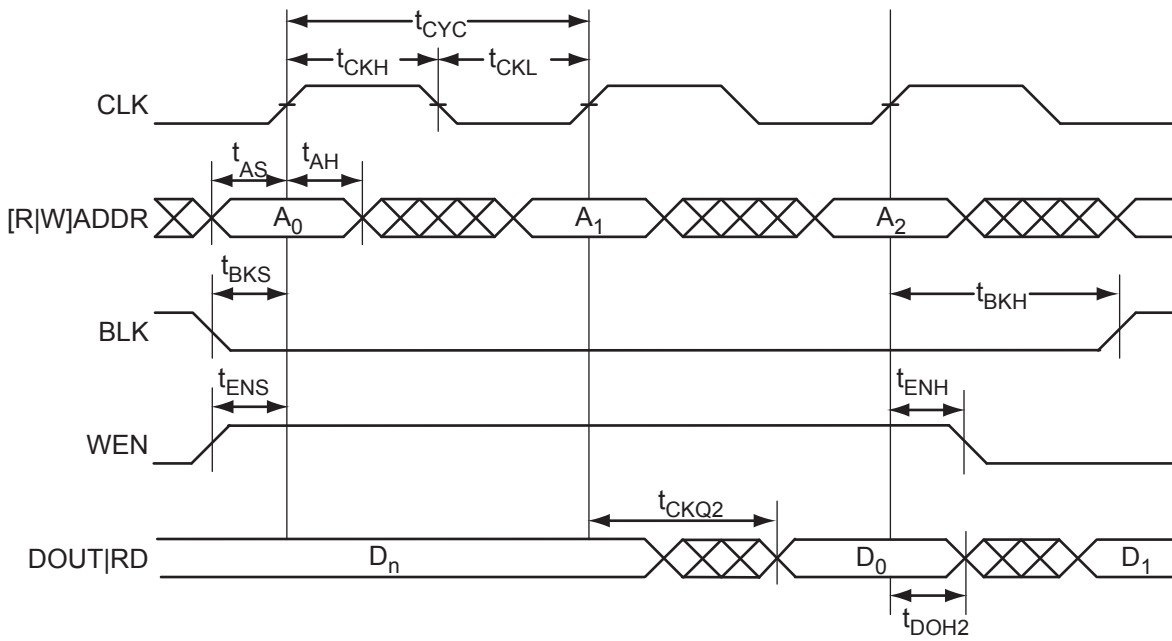 tCYC
tCKH tCKL
CLK
tAS tAH
[R|W]ADDR A0 A1 A2
tBKS tBKH
BLK
tENS tENH
WEN
tCKQ2
DOUT|RD Dn D0 D1
tDOH2